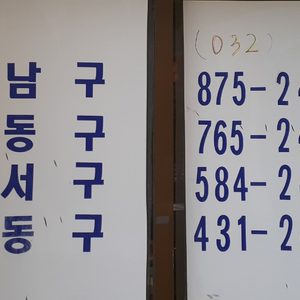 (032)
남 구 875-2
동 구 765-2
서 구 584-2
동 구 431-2